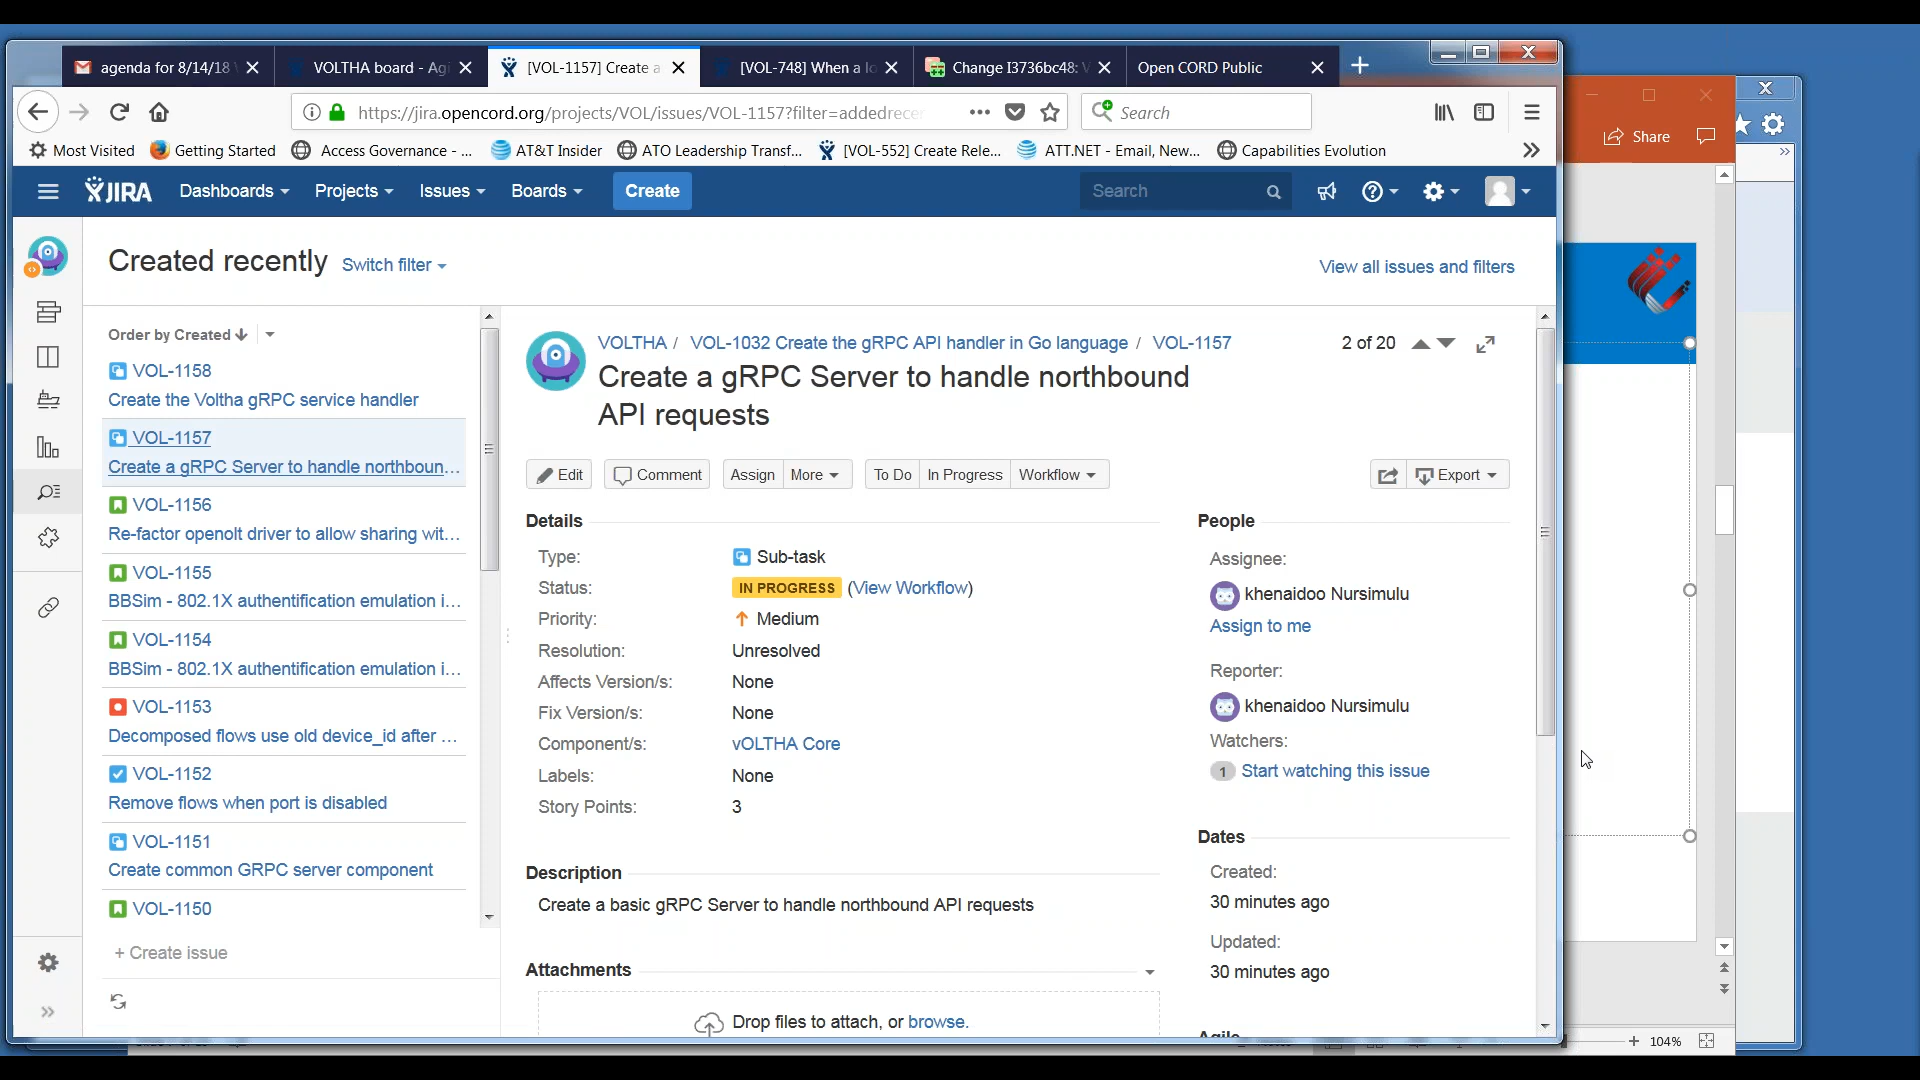 agenda for 8/14/18
VOLTHA board - Agi
[VOL-1157] Create a
[VOL-748] When a lo
Change I3736bc48: V
Open CORD Public
https://jira.opencord.org/projects/VOL/issues/VOL-1157?filter=addedrecen
Search
Share
Most Visited
Getting Started
Access Governance - ...
AT&T Insider
ATO Leadership Transf...
[VOL-552] Create Rele...
ATT.NET - Email, New...
Capabilities Evolution
JIRA
Dashboards
Projects
Issues
Boards
Create
Search
Created recently
Switch filter
View all issues and filters
Order by Created
VOL-1158
Create the Voltha gRPC service handler
VOL-1157
Create a gRPC Server to handle northboun...
VOL-1156
Re-factor openolt driver to allow sharing wit...
VOL-1155
BBSim - 802.1X authentification emulation i...
VOL-1154
BBSim - 802.1X authentification emulation i...
VOL-1153
Decomposed flows use old device_id after ...
VOL-1152
Remove flows when port is disabled
VOL-1151
Create common GRPC server component
VOL-1150
+ Create issue
VOLTHA / VOL-1032 Create the gRPC API handler in Go language / VOL-1157
2 of 20
Create a gRPC Server to handle northbound
API requests
Edit
Comment
Assign
More
To Do
In Progress
Workflow
Export
Details
Type: Sub-task
Status: IN PROGRESS (View Workflow)
Priority: Medium
Resolution: Unresolved
Affects Version/s: None
Fix Version/s: None
Component/s: vOLTHA Core
Labels: None
Story Points: 3
Description
Create a basic gRPC Server to handle northbound API requests
Attachments
Drop files to attach, or browse.
People
Assignee:
khenaidoo Nursimulu
Assign to me
Reporter:
khenaidoo Nursimulu
Watchers:
1 Start watching this issue
Dates
Created:
30 minutes ago
Updated:
30 minutes ago
Agile
104%